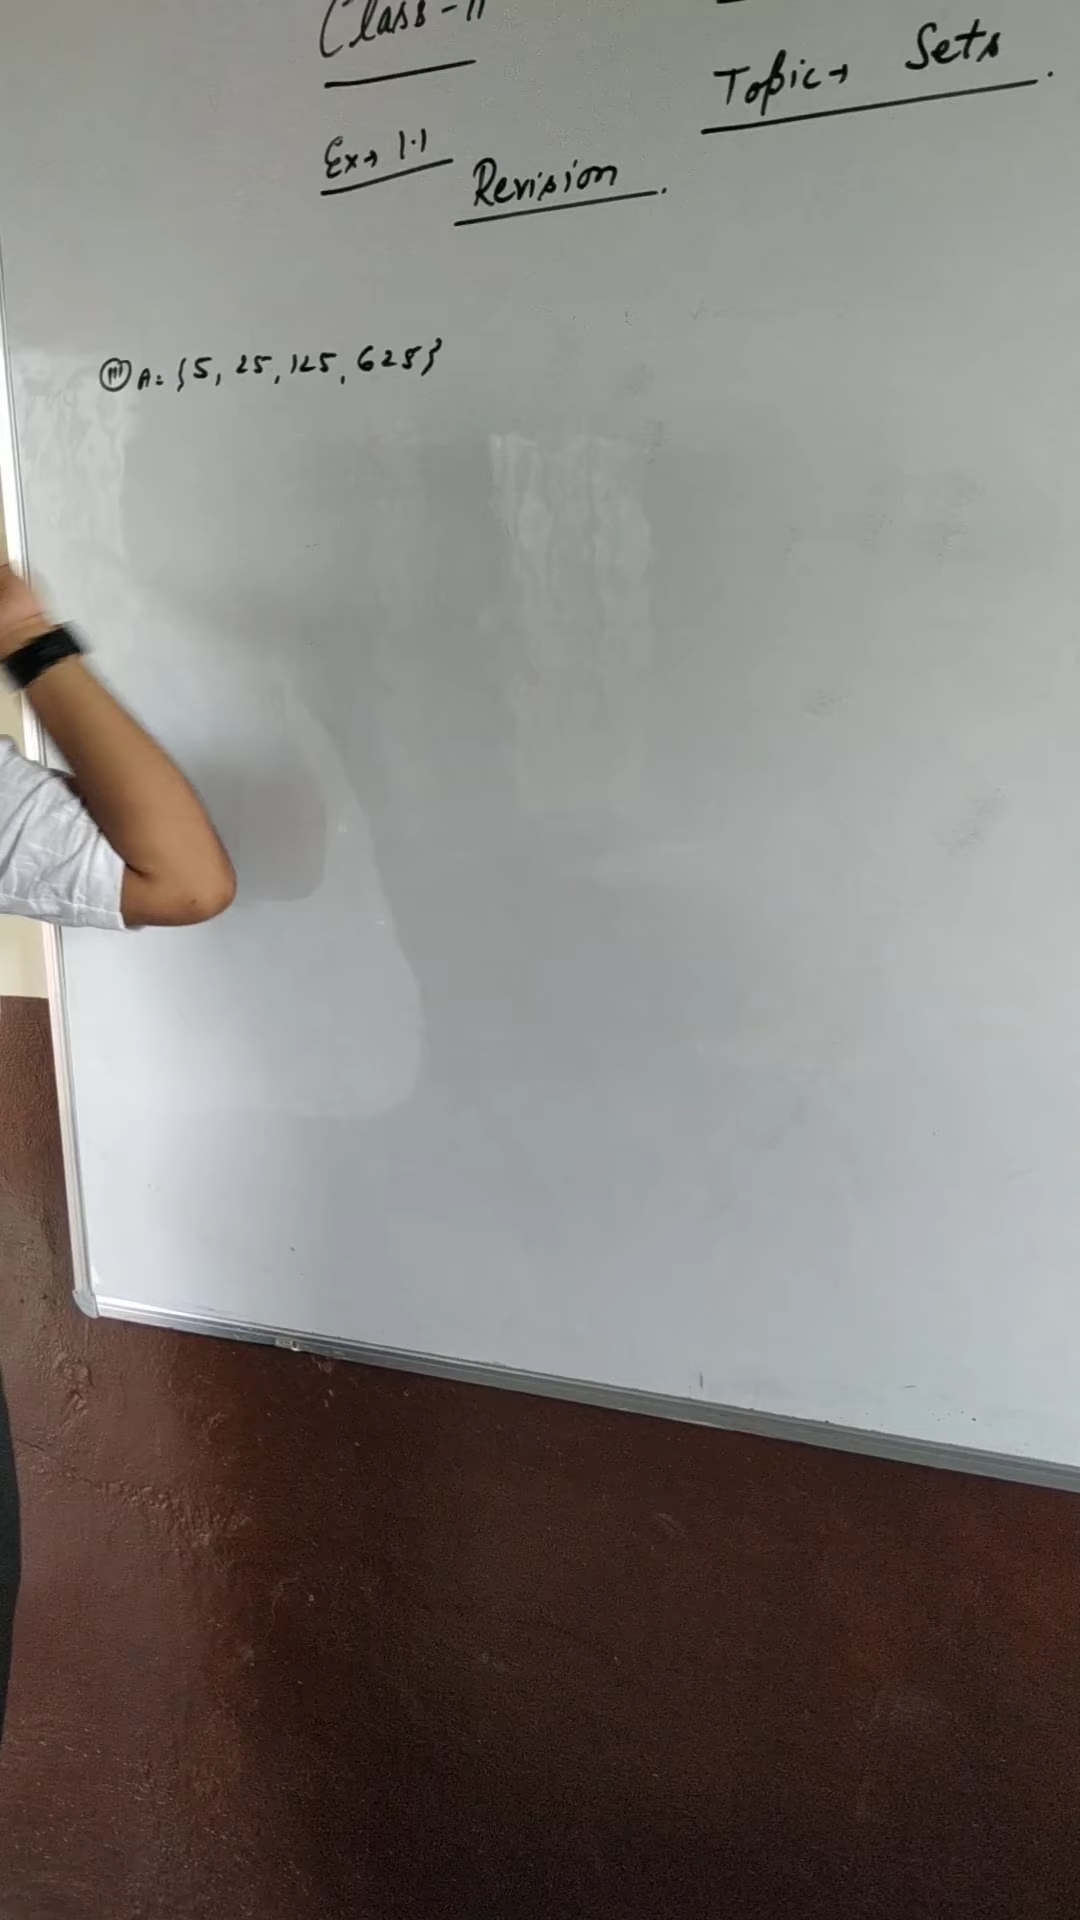 Class - 11
Topic → Sets.
Ex → 1.1
Revision.
(iii) A = {5, 25, 125, 625}